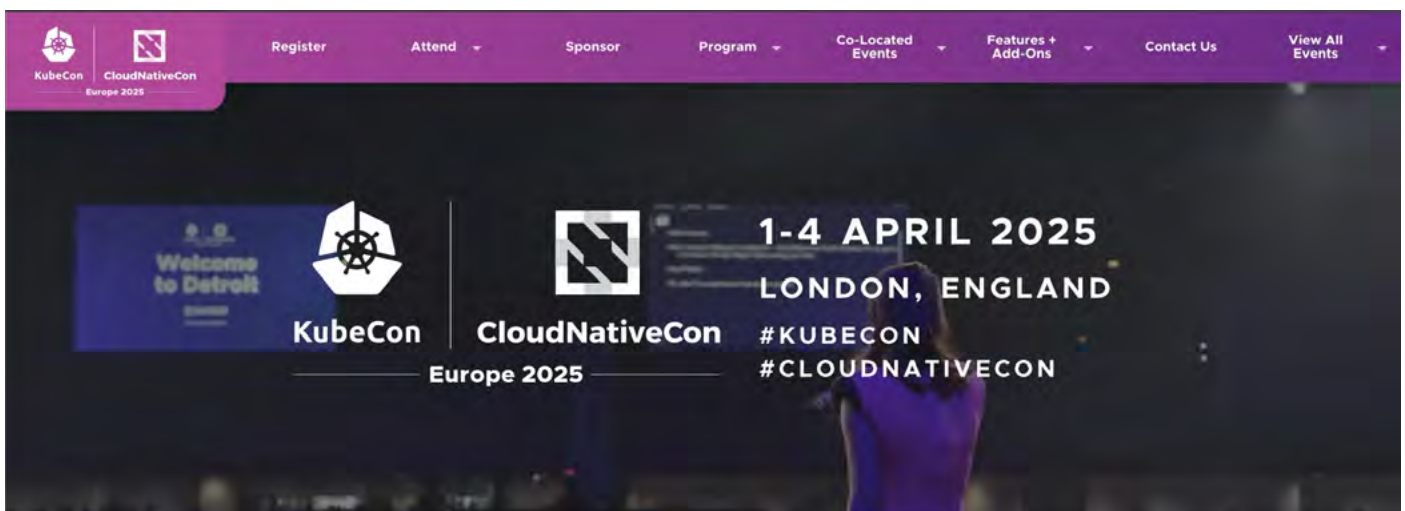 KubeCon
CloudNativeCon
Europe 2025
Register
Attend
Sponsor
Program
Co-Located
Events
Features +
Add-Ons
Contact Us
View All
Events
Welcome
to Detroit
KubeCon
CloudNativeCon
Europe 2025
1-4 APRIL 2025
LONDON, ENGLAND
#KUBECON
#CLOUDNATIVECON